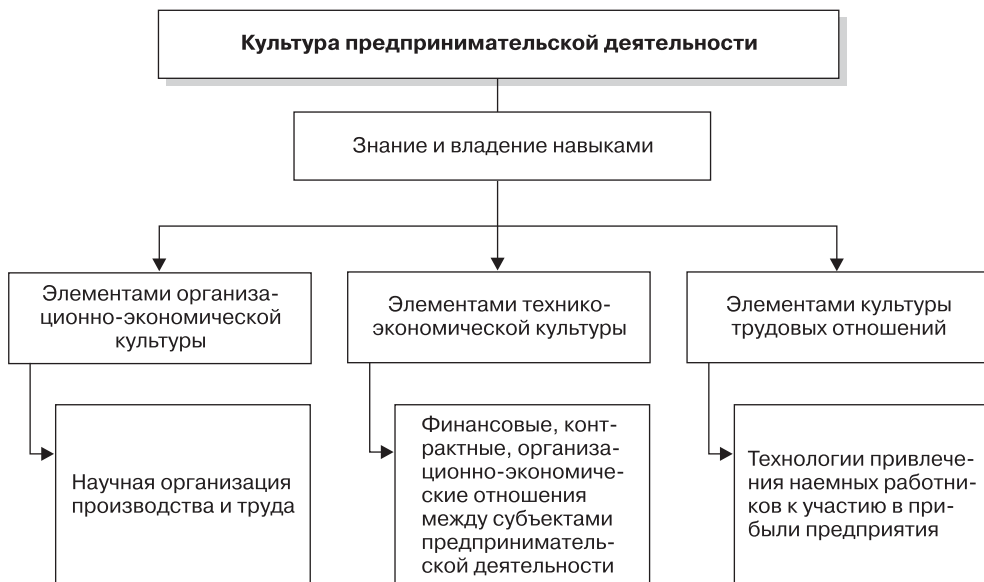 Культура предпринимательской деятельности
Знание и владение навыками
Элементами организа-
ционно-экономической
культуры
Элементами технико-
экономической культуры
Элементами культуры
трудовых отношений
Научная организация
производства и труда
Финансовые, конт-
рактные, организа-
ционно-экономиче-
ские отношения
между субъектами
предприниматель-
ской деятельности
Технологии привлече-
ния наемных работни-
ков к участию в при-
были предприятия